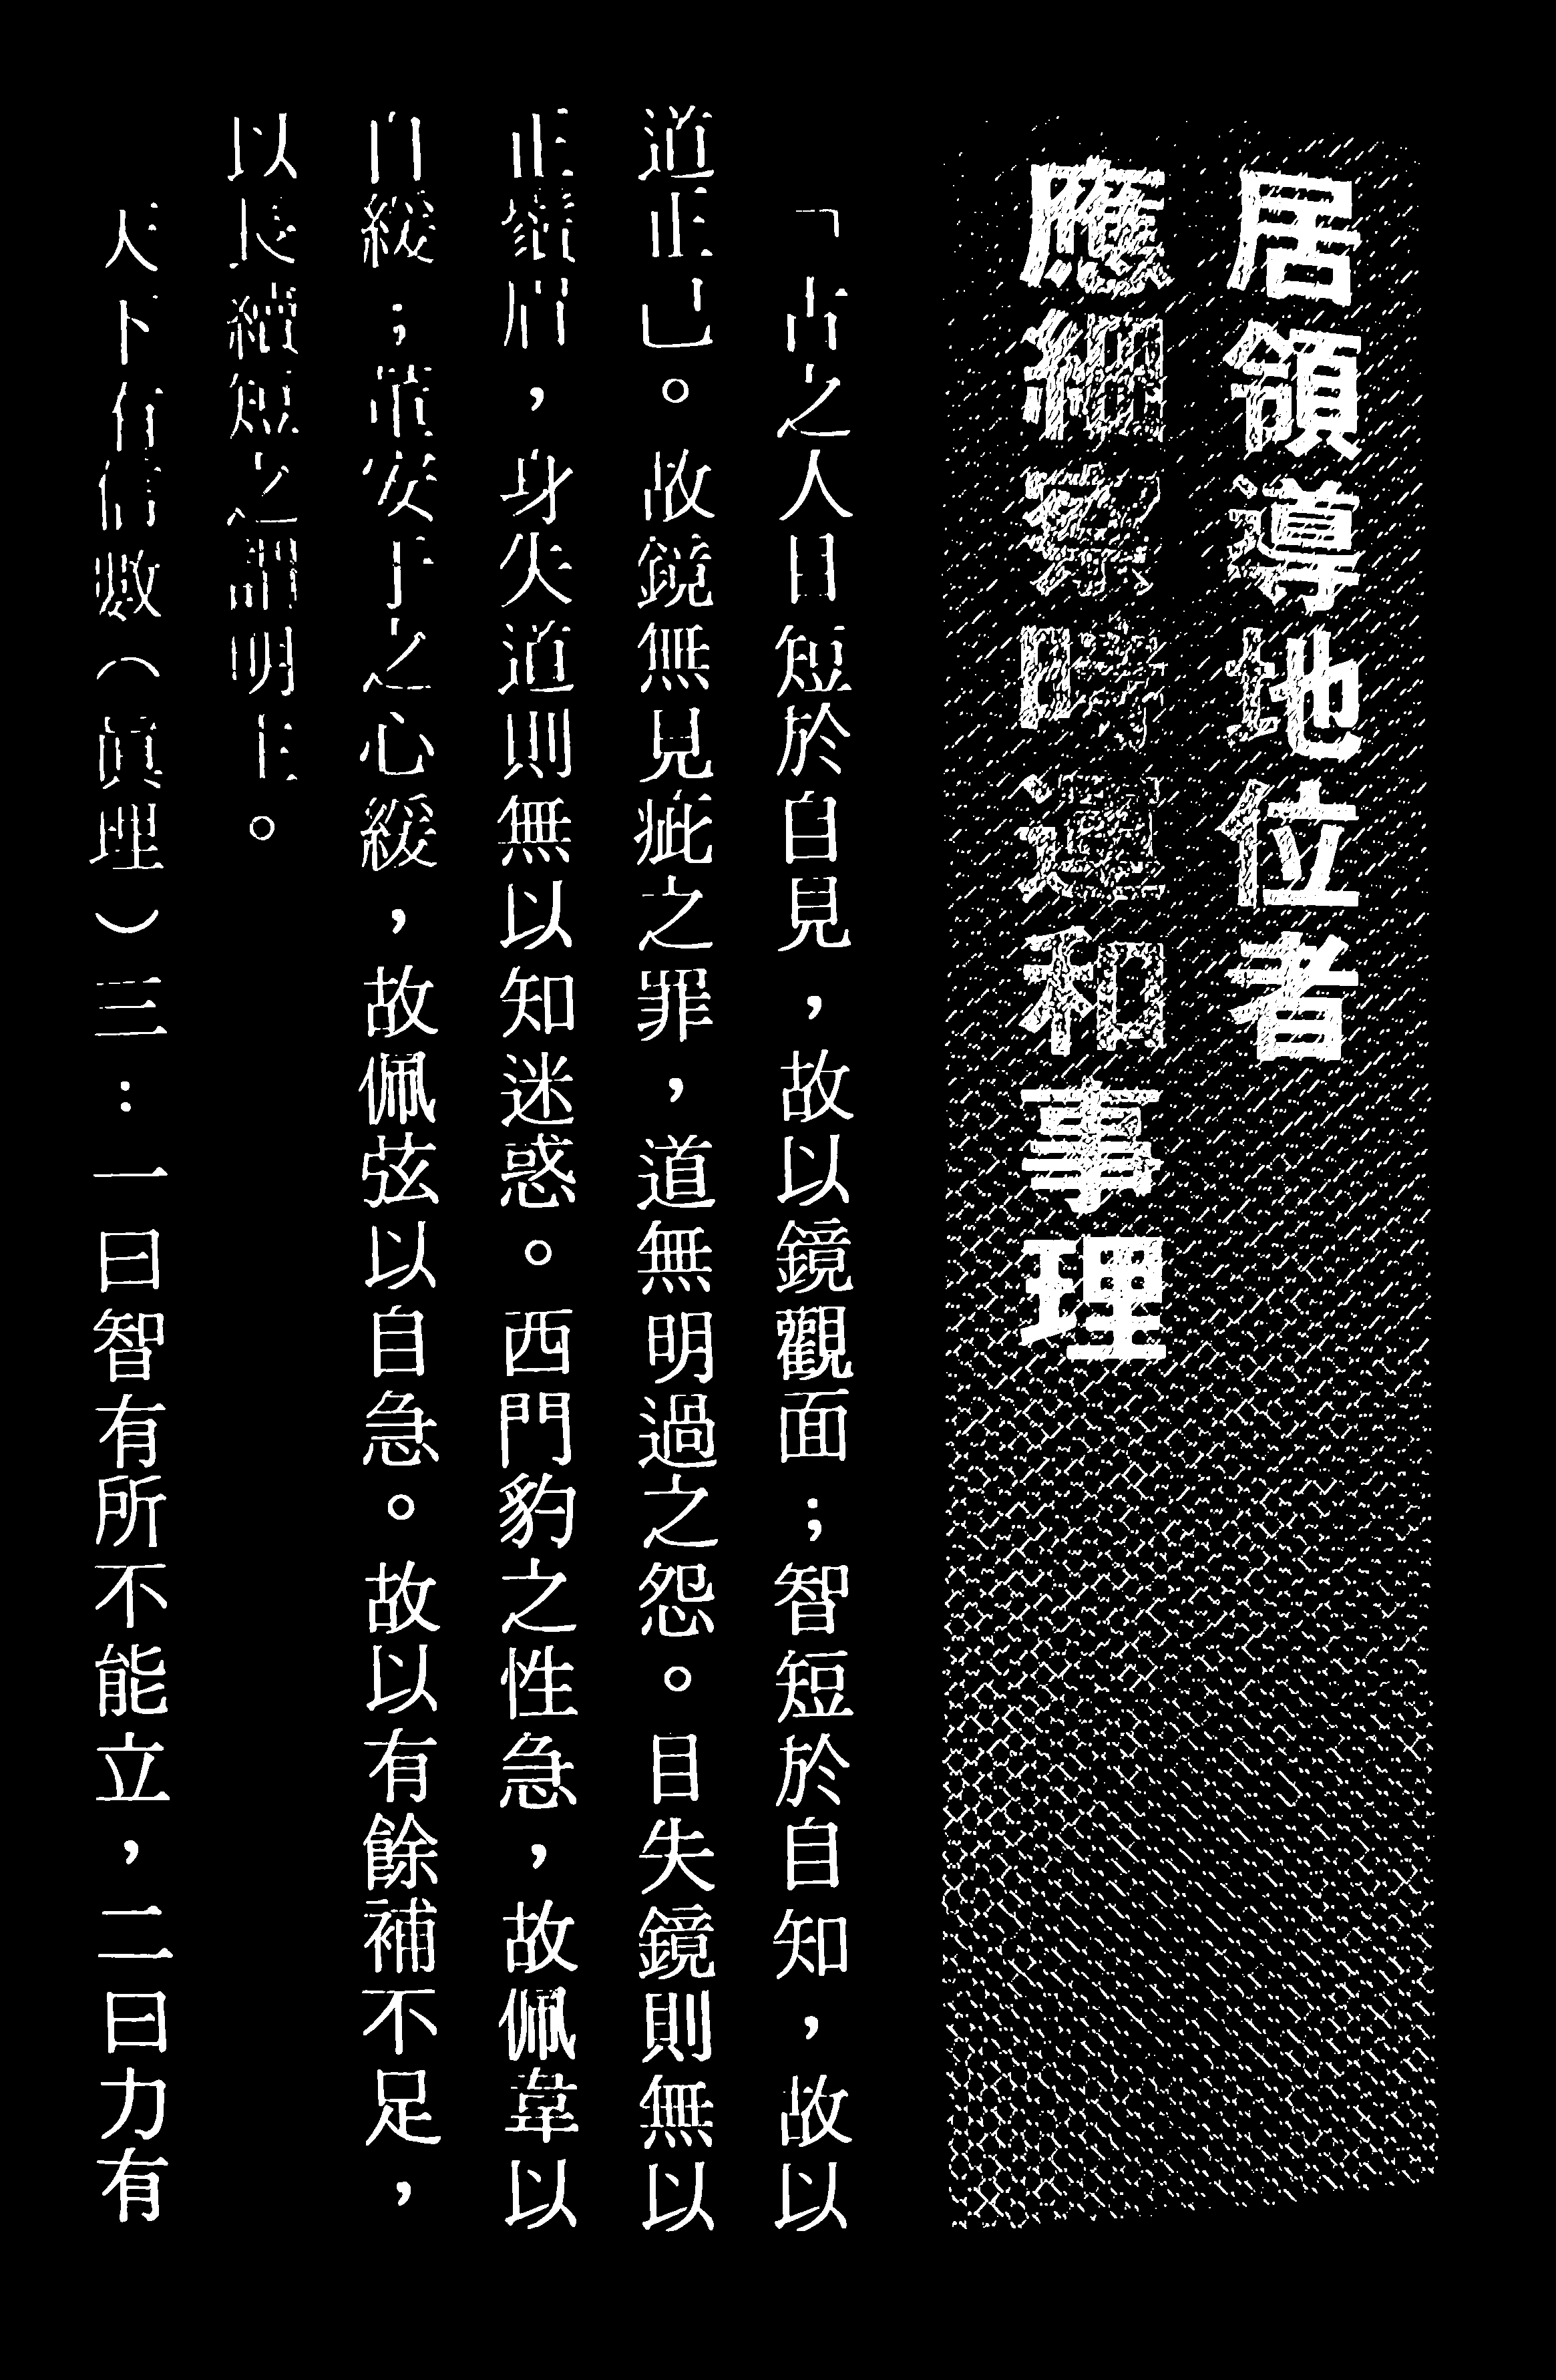 居領導地位者
應細察時運和事理
「古之人目短於自見，故以鏡觀面；智短於自知，故以
道正己。故鏡無見疵之罪，道無明過之怨。目失鏡則無以
正鬚眉，身失道則無以知迷惑。西門豹之性急，故佩韋以
自緩；董安于之心緩，故佩弦以自急。故以有餘補不足，
以長續短之謂明主。
天下有信數（眞理）三：一曰智有所不能立，二曰力有